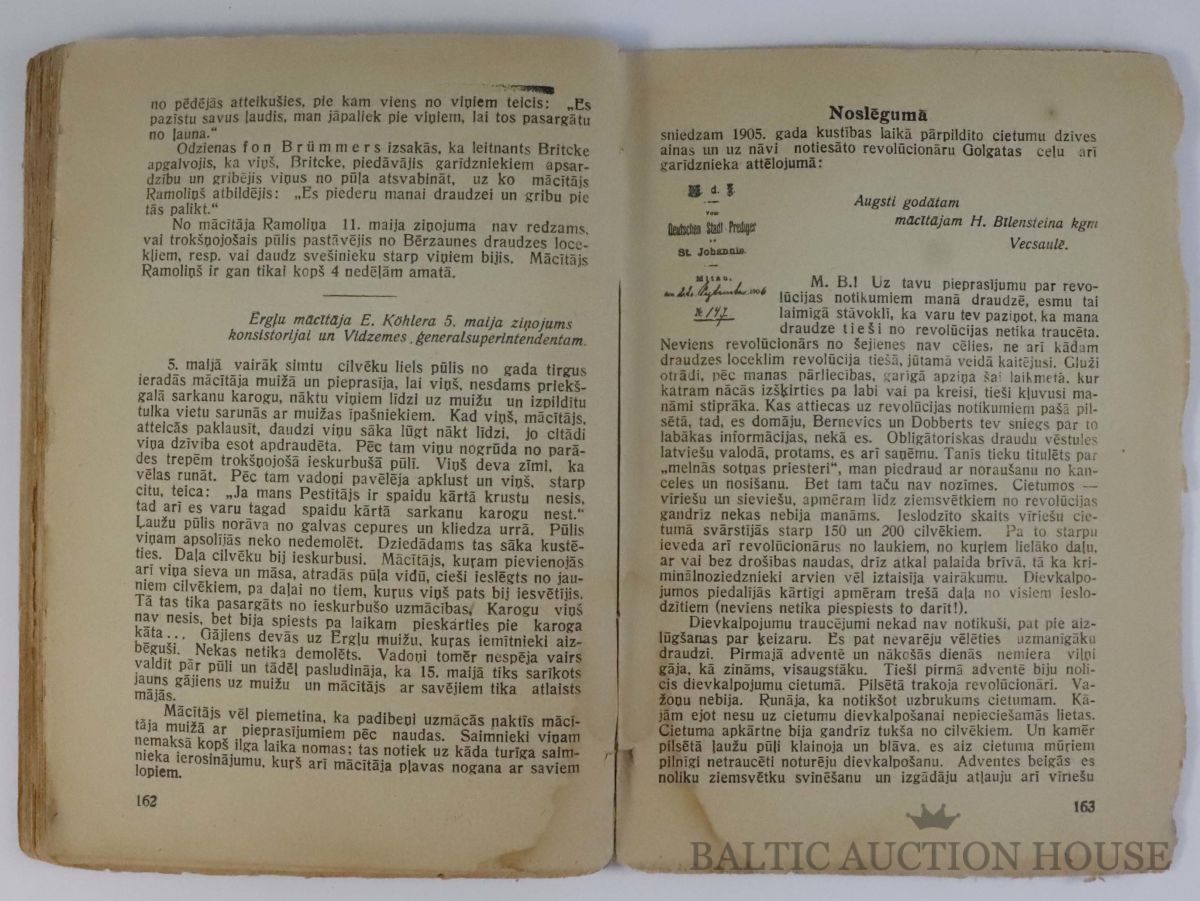 no pēdējās atteikušies, pie kam viens no viņiem teicis: „Es
pazīstu savus ļaudis, man jāpaliek pie viņiem, lai tos pasargātu
no ļauna.“
Odzienas fon Brümmers izsakās, ka leitnants Britcke
apgalvojis, ka viņš, Britcke, piedāvājis garīdzniekiem apsar-
dzību un gribējis viņus no pūļa atsvabināt, uz ko mācītājs
Ramoliņš atbildējis: „Es piederu manai draudzei un gribu pie
tās palikt.“
No mācītāja Ramoliņa 11. maija ziņojuma nav redzams,
vai trokšņojošais pūlis pastāvējis no Bērzaunes draudzes loce-
kļiem, resp. vai daudz svešinieku starp viņiem bijis. Mācītājs
Ramoliņš ir gan tikai kopš 4 nedēļām amatā.
Ērgļu mācītāja E. Köhlera 5. maija ziņojums
konsistorijai un Vidzemes ģeneralsuperintendentam.
5. maijā vairāk simtu cilvēku liels pūlis no gada tirgus
ieradās mācītāja muižā un pieprasīja, lai viņš, nesdams priekš-
galā sarkanu karogu, nāktu viņiem līdz uz muižu un izpildītu
tulka vietu sarunās ar muižas īpašniekiem. Kad viņš, mācītājs,
atteicās paklausīt, daudzi viņu sāka lūgt nākt līdzi, jo citādi
viņa dzīvība esot apdraudēta. Pēc tam viņu nogrūda no parā-
des trepēm trokšņojošā ieskurbušā pūlī. Viņš deva zīmi, ka
vēlas runāt. Pēc tam vadoņi pavēlēja apklust un viņš, starp
citu, teica: „Ja mans Pestītājs ir spaidu kārtā krustu nesis,
tad arī es varu tagad spaidu kārtā sarkanu karogu nest.“
Ļaužu pūlis norāva no galvas cepures un kliedza urrā. Pūlis
viņam apsolījās neko nedemolēt. Dziedādams tas sāka kustē-
ties. Daļa cilvēku bij ieskurbusi. Mācītājs, kuŗam pievienojās
arī viņa sieva un māsa, atradās pūļa vidū, cieši ieslēgts no jau-
niem cilvēkiem, pa daļai no tiem, kuŗus viņš pats bij iesvētījis.
Tā tas tika pasargāts no ieskurbušo uzmācības. Karogu viņš
nav nesis, bet bija spiests pa laikam pieskārties pie karoga
kāta... Gājiens devās uz Ērgļu muižu, kuŗas iemītnieki aiz-
bēguši. Nekas netika demolēts. Vadoņi tomēr nespēja vairs
valdīt pār pūli un tādēļ pasludināja, ka 15. maijā tiks sarīkots
jauns gājiens uz muižu un mācītājs ar savējiem tika atlaists
mājās.
Mācītājs vēl piemetina, ka padibeņi uzmācās naktīs mācī-
tāja muižā ar pieprasījumiem pēc naudas. Saimnieki viņam
nemaksā kopš ilga laika nomas; tas notiek uz kāda turīga saim-
nieka ierosinājumu, kuŗš arī mācītāja pļavas nogana ar saviem
lopiem.
162
Noslēgumā
sniedzam 1905. gada kustības laikā pārpildīto cietumu dzīves
ainas un uz nāvi notiesāto revolūcionāru Golgatas ceļu arī
garīdznieka attēlojumā:
M. d. I.
Vom
Deutschen Stadt-Prediger
St. Johannis.
Mitau.
№ 147
Augsti godātam
mācītājam H. Bīlensteina kgm
Vecsaulē.
M. B.! Uz tavu pieprasījumu par revo-
lūcijas notikumiem manā draudzē, esmu tai
laimīgā stāvoklī, ka varu tev paziņot, ka mana
draudze tieši no revolūcijas netika traucēta.
Neviens revolūcionārs no šejienes nav cēlies, ne arī kādam
draudzes loceklim revolūcija tiešā, jūtamā veidā kaitējusi. Gluži
otrādi, pēc manas pārliecības, garīgā apziņa šai laikmetā, kur
katram nācās izšķirties pa labi vai pa kreisi, tieši kļuvusi ma-
nāmi stiprāka. Kas attiecas uz revolūcijas notikumiem pašā pil-
sētā, tad, es domāju, Bernevics un Dobberts tev sniegs par to
labākas informācijas, nekā es. Obligātoriskas draudu vēstules
latviešu valodā, protams, es arī saņēmu. Tanīs tieku titulēts par
„melnās sotņas priesteri“, man piedraud ar noraušanu no kan-
celes un nosišanu. Bet tam taču nav nozīmes. Cietumos —
vīriešu un sieviešu, apmēram līdz ziemsvētkiem no revolūcijas
gandrīz nekas nebija manāms. Ieslodzīto skaits vīriešu cie-
tumā svārstījās starp 150 un 200 cilvēkiem. Pa to starpu
ieveda arī revolūcionārus no laukiem, no kuŗiem lielāko daļu,
ar vai bez drošības naudas, drīz atkal palaida brīvā, tā ka kri-
minālnoziedznieki arvien vēl iztaisīja vairākumu. Dievkalpo-
jumos piedalījās kārtīgi apmēram trešā daļa no visiem ieslo-
dzītiem (neviens netika piespiests to darīt!).
Dievkalpojumu traucējumi nekad nav notikuši, pat pie aiz-
lūgšanas par ķeizaru. Es pat nevarēju vēlēties uzmanīgāku
draudzi. Pirmajā adventē un nākošās dienās nemiera viļņi
gāja, kā zināms, visaugstāku. Tieši pirmā adventē biju noli-
cis dievkalpojumu cietumā. Pilsētā trakoja revolūcionāri. Va-
žoņu nebija. Runāja, ka notikšot uzbrukums cietumam. Kā-
jām ejot nesu uz cietumu dievkalpošanai nepieciešamās lietas.
Cietuma apkārtne bija gandrīz tukša no cilvēkiem. Un kamēr
pilsētā ļaužu pūļi klaiņoja un bļāva, es aiz cietuma mūŗiem
pilnīgi netraucēti noturēju dievkalpošanu. Adventes beigās es
noliku ziemsvētku svinēšanu un izgādāju atļauju arī vīriešu
163
BALTIC AUCTION HOUSE